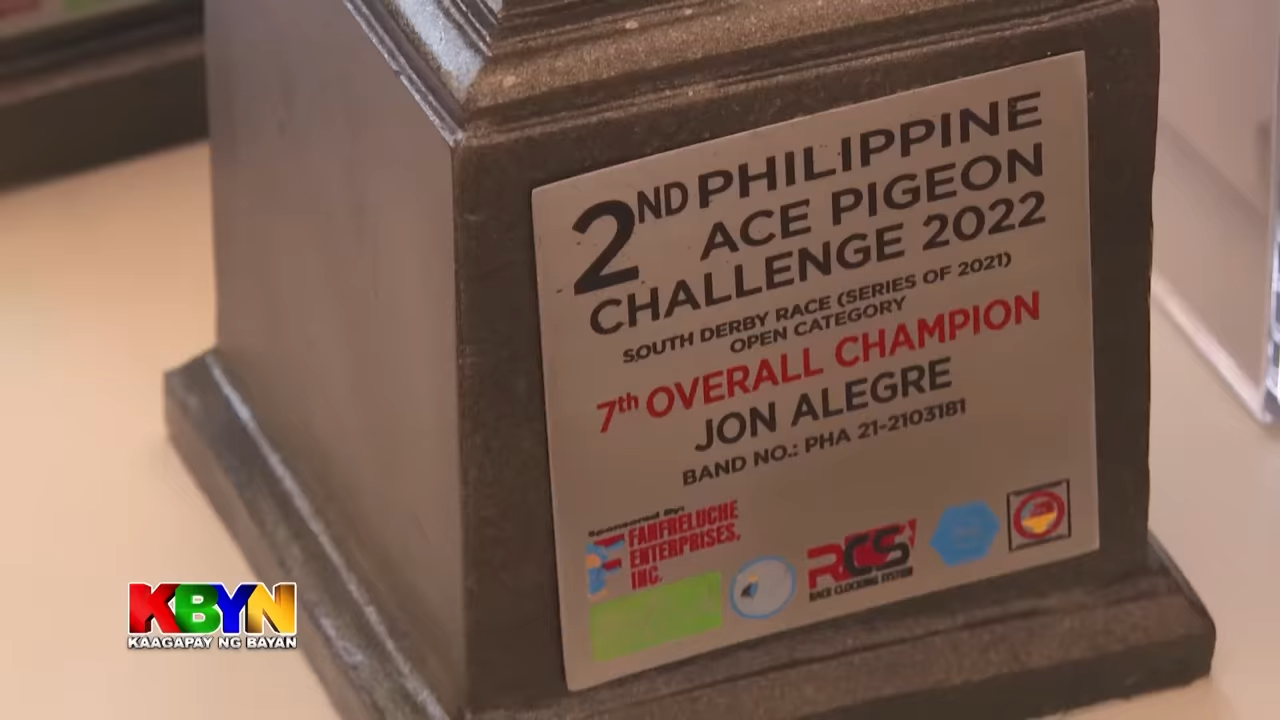 2ND PHILIPPINE
ACE PIGEON
CHALLENGE 2022
SOUTH DERBY RACE (SERIES OF 2021)
OPEN CATEGORY
7th OVERALL CHAMPION
JON ALEGRE
BAND NO.: PHA 21-2103181
Sponsored By:
FANFRELUCHE
ENTERPRISES,
INC.
RCS
RACE CLOCKING SYSTEM
KBYN
KAAGAPAY NG BAYAN